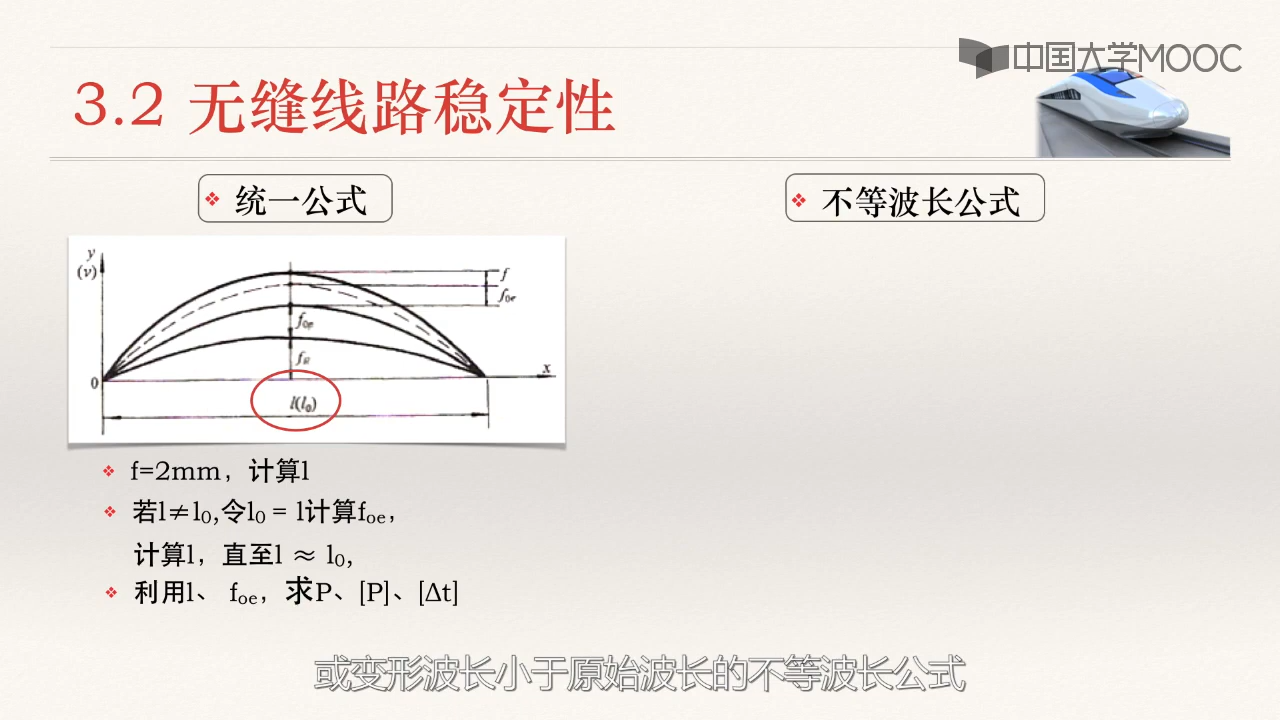 中国大学MOOC
3.2 无缝线路稳定性
❖ 统一公式
❖ 不等波长公式
y
(v)
f
f₀ₑ
f₀ₚ
0
x
l(l₀)
❖ f=2mm，计算l
❖ 若l≠l₀,令l₀ = l计算fₒₑ，
计算l，直至l ≈ l₀,
❖ 利用l、 fₒₑ，求P、[P]、[Δt]
或变形波长小于原始波长的不等波长公式